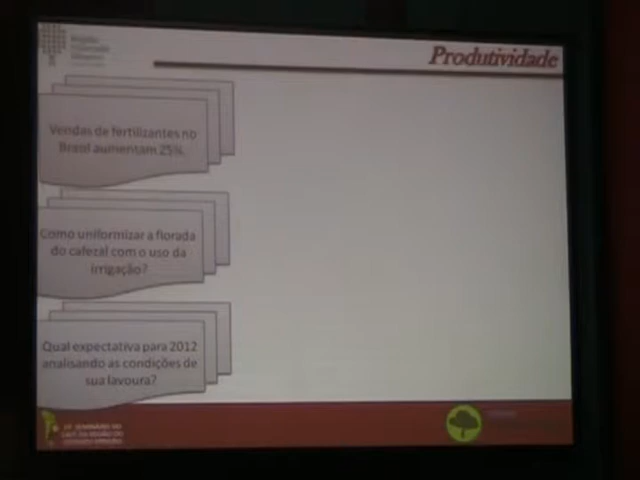 Produtividade
Vendas de fertilizantes no
Brasil aumentam 25%.
Como uniformizar a florada
do cafezal com o uso da
irrigação?
Qual expectativa para 2012
analisando as condições de
sua lavoura?